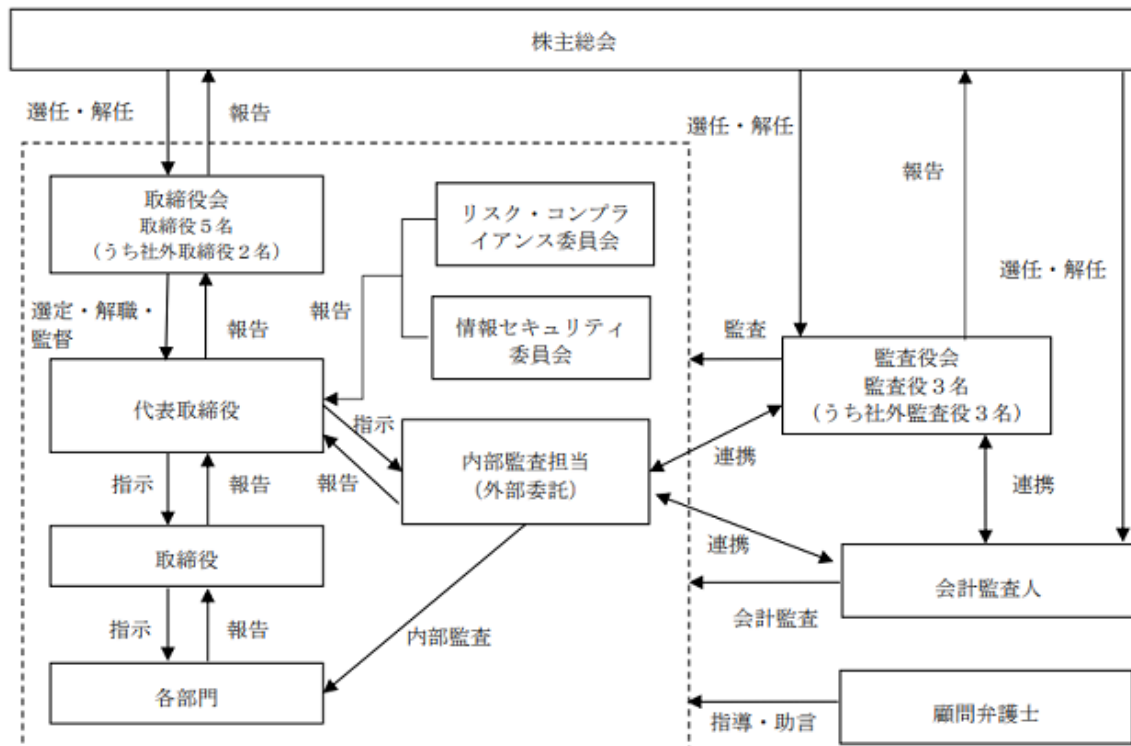 株主総会
選任・解任
報告
選任・解任
報告
選任・解任
取締役会
取締役５名
（うち社外取締役２名）
リスク・コンプラ
イアンス委員会
選定・解職・
監督
報告
報告
情報セキュリティ
委員会
監査
監査役会
監査役３名
（うち社外監査役３名）
代表取締役
指示
報告
内部監査担当
（外部委託）
連携
連携
指示
報告
取締役
連携
会計監査人
会計監査
指示
報告
内部監査
各部門
指導・助言
顧問弁護士